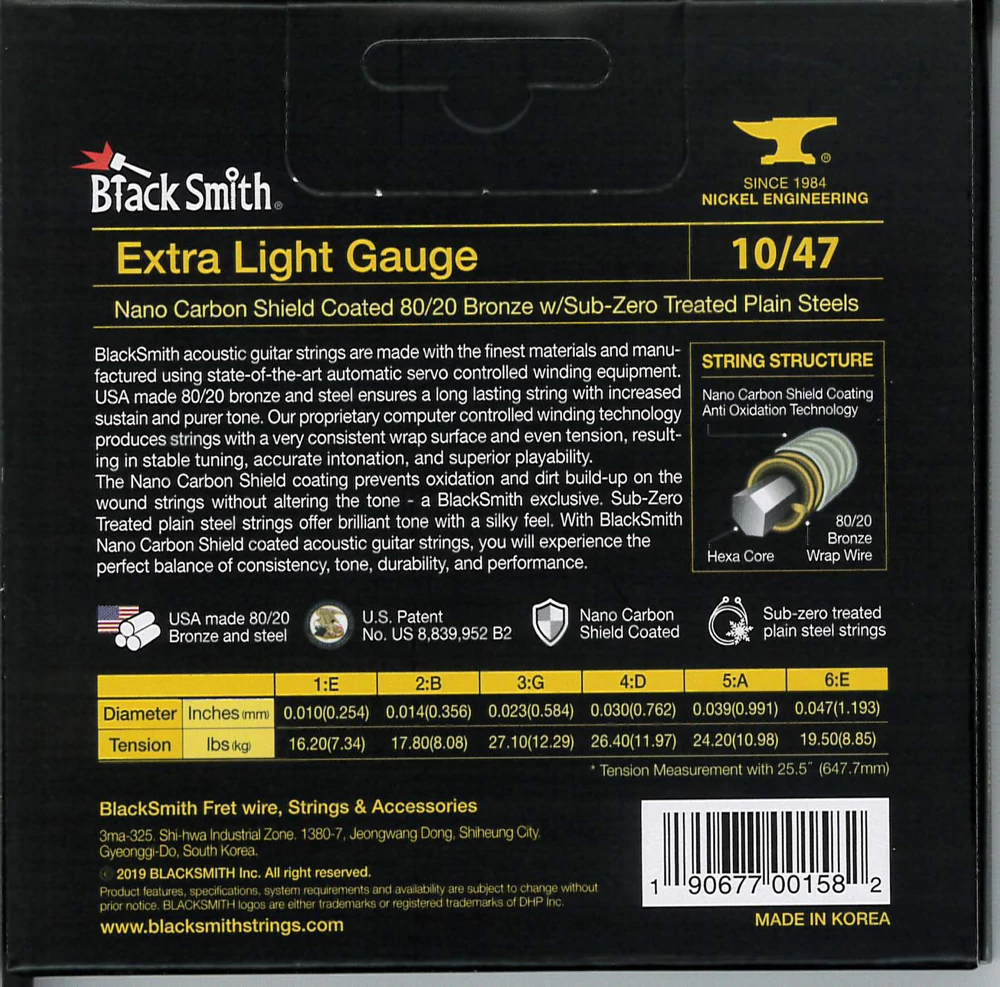 Black Smith®
®
SINCE 1984
NICKEL ENGINEERING
Extra Light Gauge
10/47
Nano Carbon Shield Coated 80/20 Bronze w/Sub-Zero Treated Plain Steels
BlackSmith acoustic guitar strings are made with the finest materials and manu-
factured using state-of-the-art automatic servo controlled winding equipment.
USA made 80/20 bronze and steel ensures a long lasting string with increased
sustain and purer tone. Our proprietary computer controlled winding technology
produces strings with a very consistent wrap surface and even tension, result-
ing in stable tuning, accurate intonation, and superior playability.
The Nano Carbon Shield coating prevents oxidation and dirt build-up on the
wound strings without altering the tone - a BlackSmith exclusive. Sub-Zero
Treated plain steel strings offer brilliant tone with a silky feel. With BlackSmith
Nano Carbon Shield coated acoustic guitar strings, you will experience the
perfect balance of consistency, tone, durability, and performance.
STRING STRUCTURE
Nano Carbon Shield Coating
Anti Oxidation Technology
80/20
Bronze
Hexa Core Wrap Wire
USA made 80/20
Bronze and steel
U.S. Patent
No. US 8,839,952 B2
Nano Carbon
Shield Coated
Sub-zero treated
plain steel strings
1:E 2:B 3:G 4:D 5:A 6:E
Diameter Inches(mm) 0.010(0.254) 0.014(0.356) 0.023(0.584) 0.030(0.762) 0.039(0.991) 0.047(1.193)
Tension lbs(kg) 16.20(7.34) 17.80(8.08) 27.10(12.29) 26.40(11.97) 24.20(10.98) 19.50(8.85)
* Tension Measurement with 25.5˝ (647.7mm)
BlackSmith Fret wire, Strings & Accessories
3ma-325. Shi-hwa Industrial Zone. 1380-7, Jeongwang Dong, Shiheung City.
Gyeonggi-Do, South Korea.
© 2019 BLACKSMITH Inc. All right reserved.
Product features, specifications, system requirements and availability are subject to change without
prior notice. BLACKSMITH logos are either trademarks or registered trademarks of DHP Inc.
www.blacksmithstrings.com
1 90677 00158 2
MADE IN KOREA